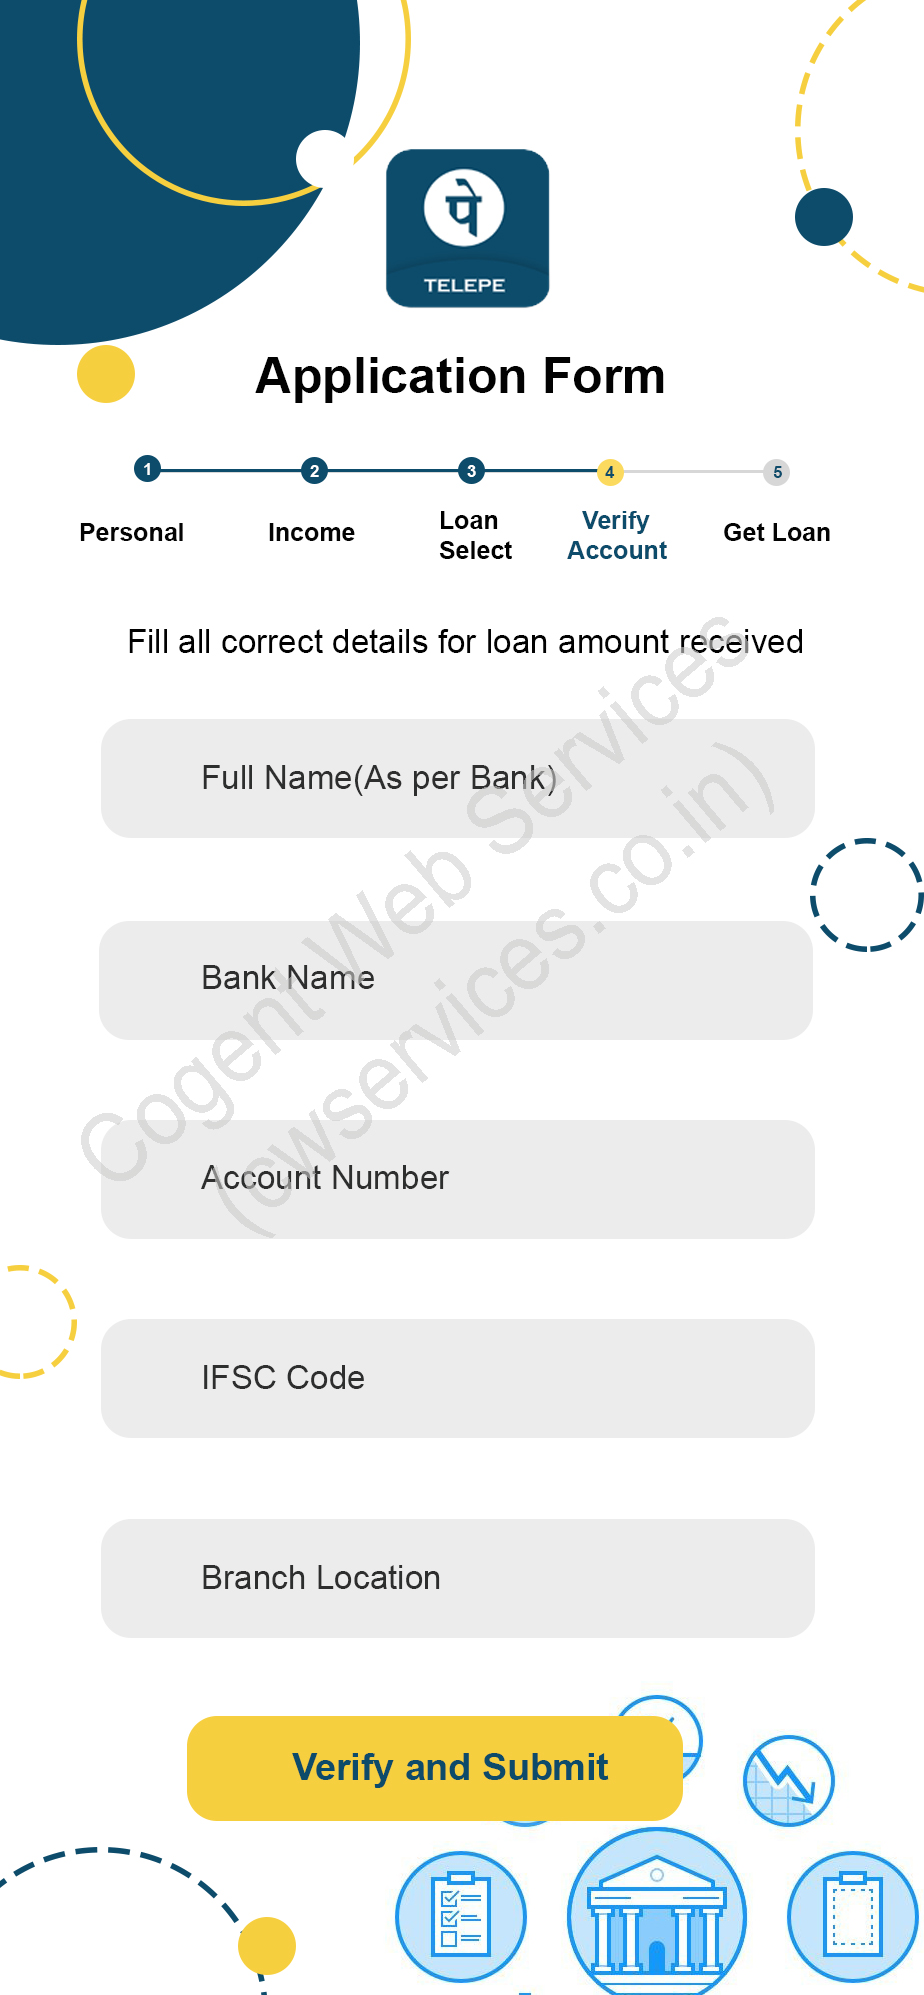 पे
TELEPE
Application Form
1 2 3 4 5
Personal
Income
Loan
Select
Verify
Account
Get Loan
Fill all correct details for loan amount received
Full Name(As per Bank)
Bank Name
Account Number
IFSC Code
Branch Location
Cogent Web Services
(cwservices.co.in)
Verify and Submit